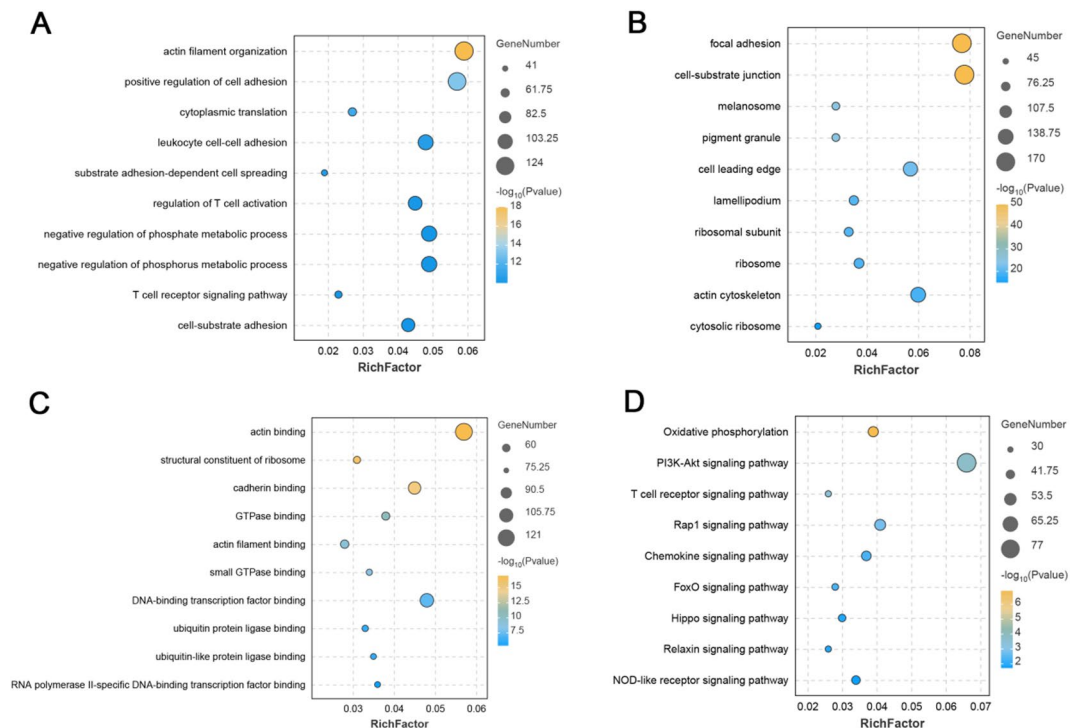 A
actin filament organization
positive regulation of cell adhesion
cytoplasmic translation
leukocyte cell-cell adhesion
substrate adhesion-dependent cell spreading
regulation of T cell activation
negative regulation of phosphate metabolic process
negative regulation of phosphorus metabolic process
T cell receptor signaling pathway
cell-substrate adhesion
0.02 0.03 0.04 0.05 0.06
RichFactor
GeneNumber
41
61.75
82.5
103.25
124
-log10(Pvalue)
18
16
14
12
B
focal adhesion
cell-substrate junction
melanosome
pigment granule
cell leading edge
lamellipodium
ribosomal subunit
ribosome
actin cytoskeleton
cytosolic ribosome
0.02 0.04 0.06 0.08
RichFactor
GeneNumber
45
76.25
107.5
138.75
170
-log10(Pvalue)
50
40
30
20
C
actin binding
structural constituent of ribosome
cadherin binding
GTPase binding
actin filament binding
small GTPase binding
DNA-binding transcription factor binding
ubiquitin protein ligase binding
ubiquitin-like protein ligase binding
RNA polymerase II-specific DNA-binding transcription factor binding
0.03 0.04 0.05 0.06
RichFactor
GeneNumber
60
75.25
90.5
105.75
121
-log10(Pvalue)
15
12.5
10
7.5
D
Oxidative phosphorylation
PI3K-Akt signaling pathway
T cell receptor signaling pathway
Rap1 signaling pathway
Chemokine signaling pathway
FoxO signaling pathway
Hippo signaling pathway
Relaxin signaling pathway
NOD-like receptor signaling pathway
0.02 0.03 0.04 0.05 0.06 0.07
RichFactor
GeneNumber
30
41.75
53.5
65.25
77
-log10(Pvalue)
6
5
4
3
2